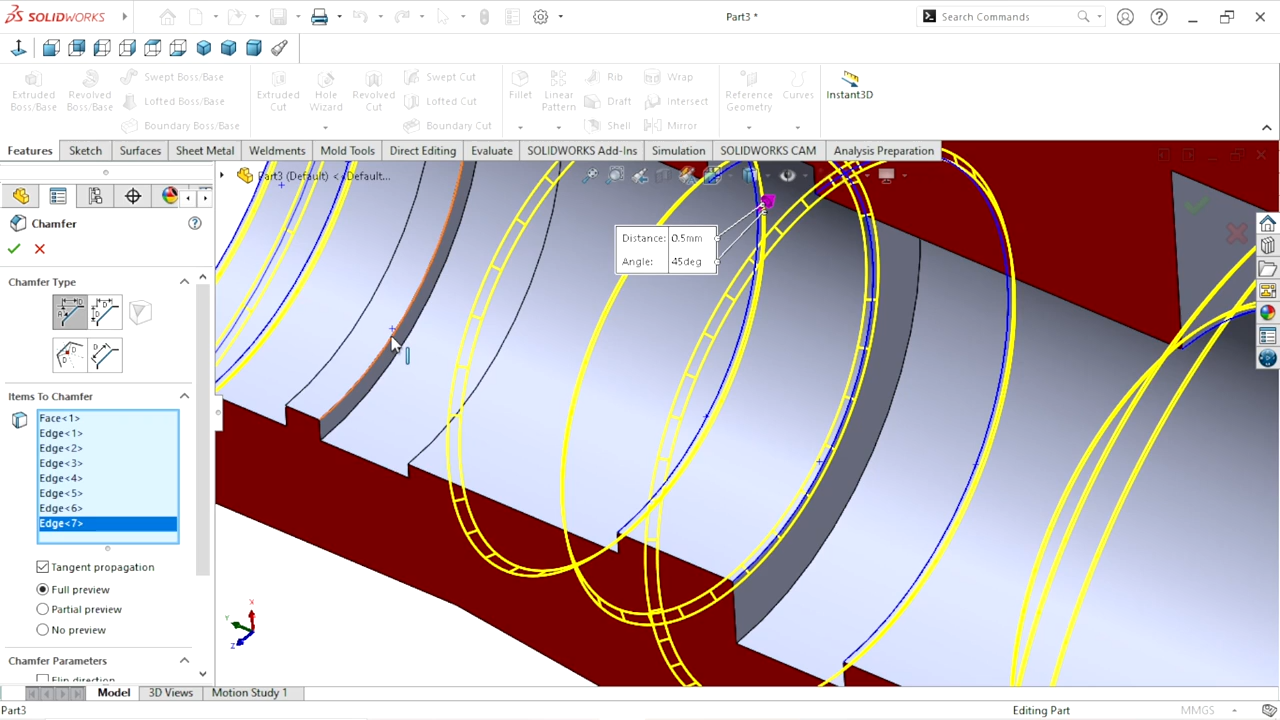 SOLIDWORKS
Part3 *
Search Commands
Extruded Boss/Base
Revolved Boss/Base
Swept Boss/Base
Lofted Boss/Base
Boundary Boss/Base
Extruded Cut
Hole Wizard
Revolved Cut
Swept Cut
Lofted Cut
Boundary Cut
Fillet
Linear Pattern
Rib
Draft
Shell
Wrap
Intersect
Mirror
Reference Geometry
Curves
Instant3D
Features
Sketch
Surfaces
Sheet Metal
Weldments
Mold Tools
Direct Editing
Evaluate
SOLIDWORKS Add-Ins
Simulation
SOLIDWORKS CAM
Analysis Preparation
Part3 (Default) < <Default...
Chamfer
Chamfer Type
Items To Chamfer
Face<1>
Edge<1>
Edge<2>
Edge<3>
Edge<4>
Edge<5>
Edge<6>
Edge<7>
Tangent propagation
Full preview
Partial preview
No preview
Chamfer Parameters
Flip direction
Distance: 0.5mm
Angle: 45deg
X
Y
Z
Model
3D Views
Motion Study 1
Part3
Editing Part
MMGS